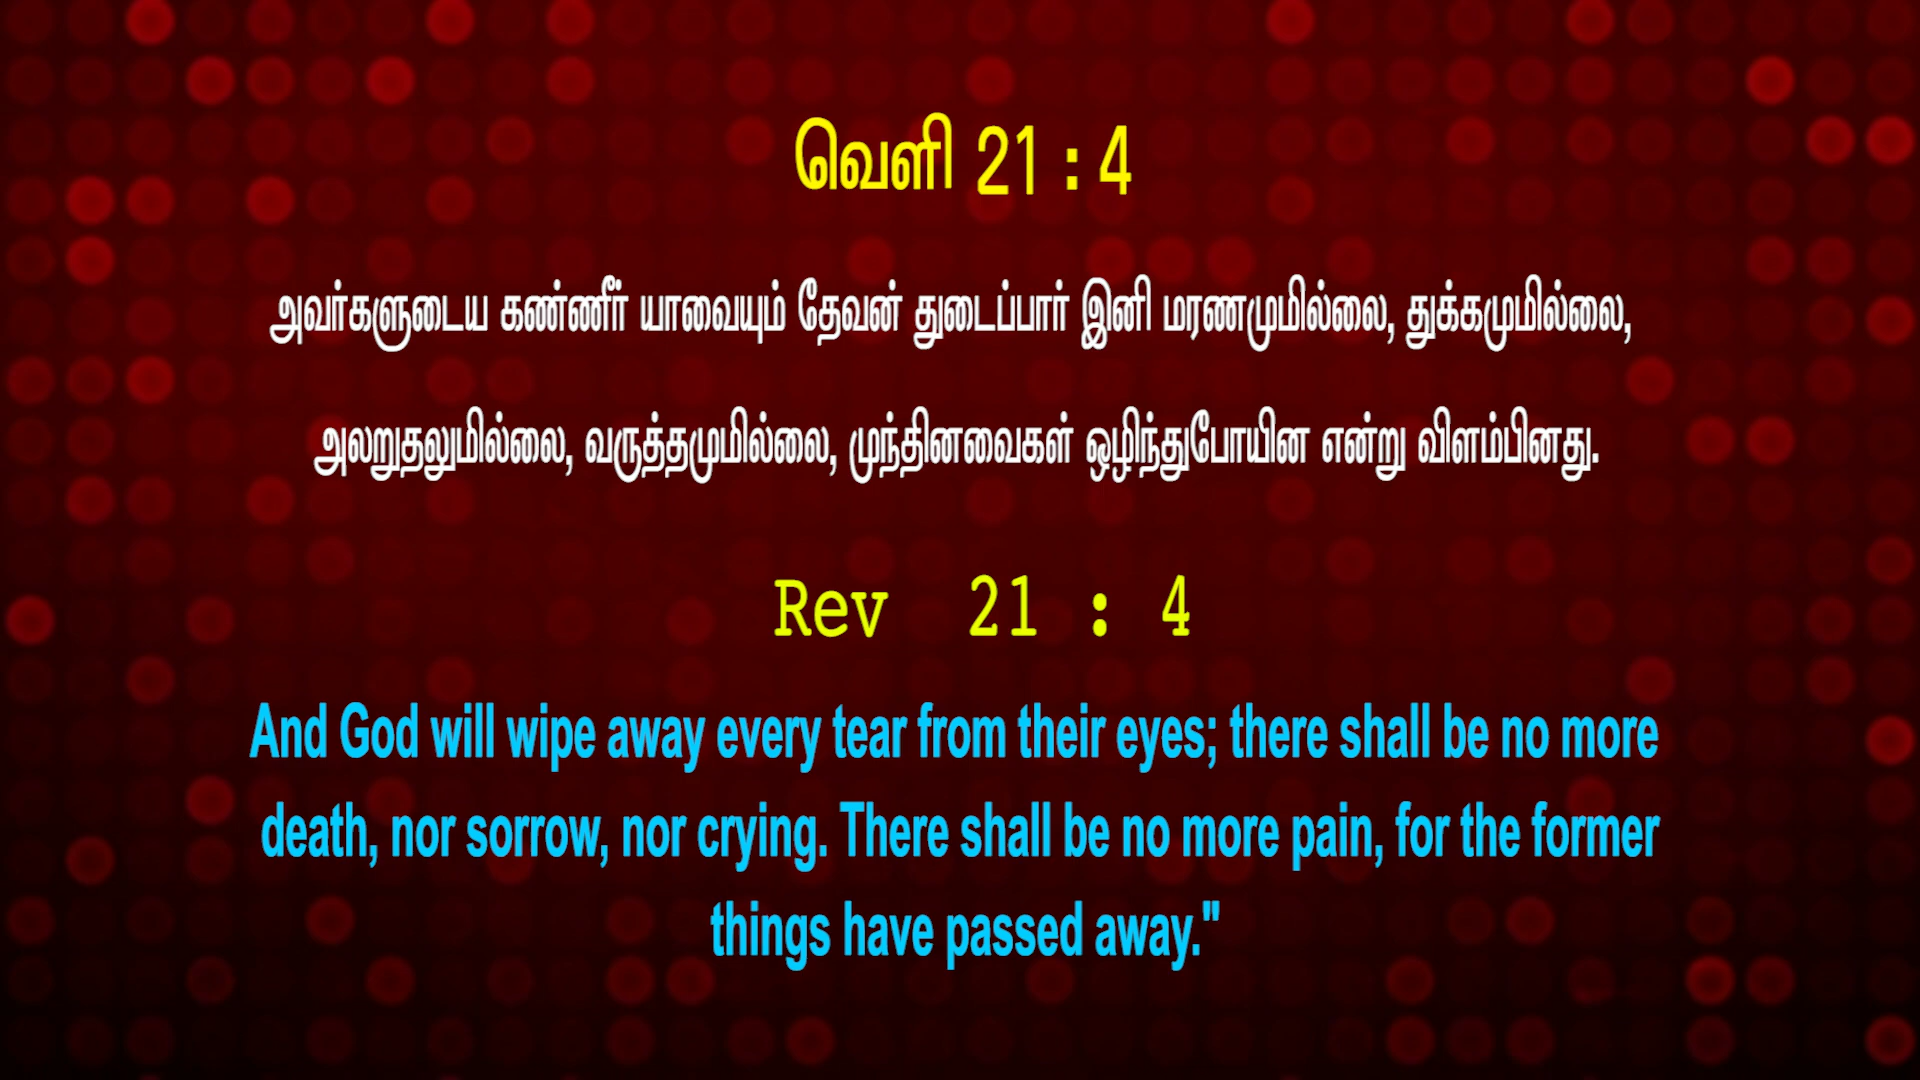 வெளி 21 : 4
அவர்களுடைய கண்ணீர் யாவையும் தேவன் துடைப்பார் இனி மரணமுமில்லை, துக்கமுமில்லை,
அலறுதலுமில்லை, வருத்தமுமில்லை, முந்தினவைகள் ஒழிந்துபோயின என்று விளம்பினது.
Rev 21 : 4
And God will wipe away every tear from their eyes; there shall be no more
death, nor sorrow, nor crying. There shall be no more pain, for the former
things have passed away."